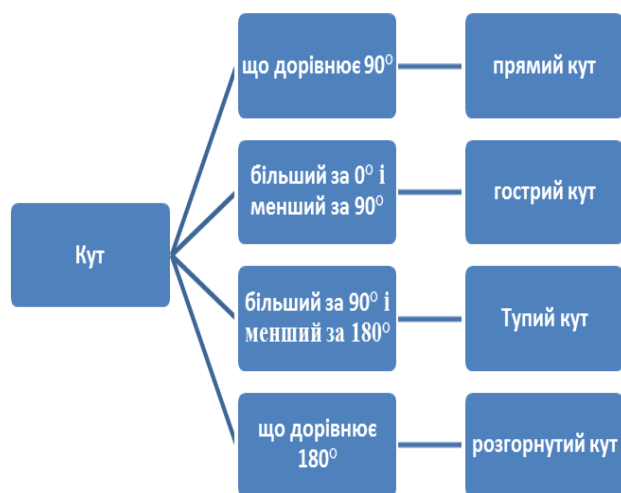 Кут
що дорівнює 90⁰
прямий кут
більший за 0⁰ і
менший за 90⁰
гострий кут
більший за 90⁰ і
менший за 180⁰
Тупий кут
що дорівнює
180⁰
розгорнутий кут